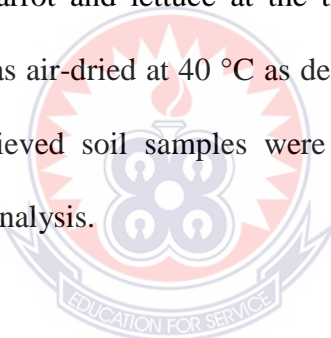 arrot and lettuce at the t
as air-dried at 40 °C as de
ieved soil samples were
nalysis.
EDUCATION FOR SERVICE